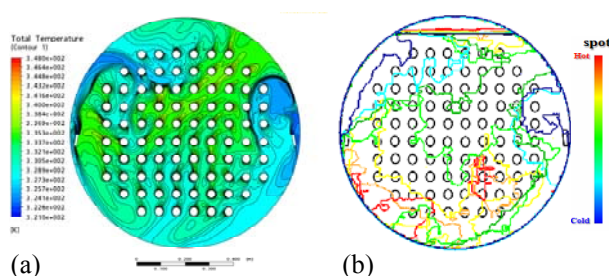 Total Temperature
(Contour 1)
3.480e+002
3.464e+002
3.448e+002
3.432e+002
3.416e+002
3.400e+002
3.384e+002
3.369e+002
3.353e+002
3.337e+002
3.321e+002
3.305e+002
3.289e+002
3.273e+002
3.257e+002
3.241e+002
3.226e+002
3.210e+002
[K]
(a)
spot
Hot
Cold
(b)